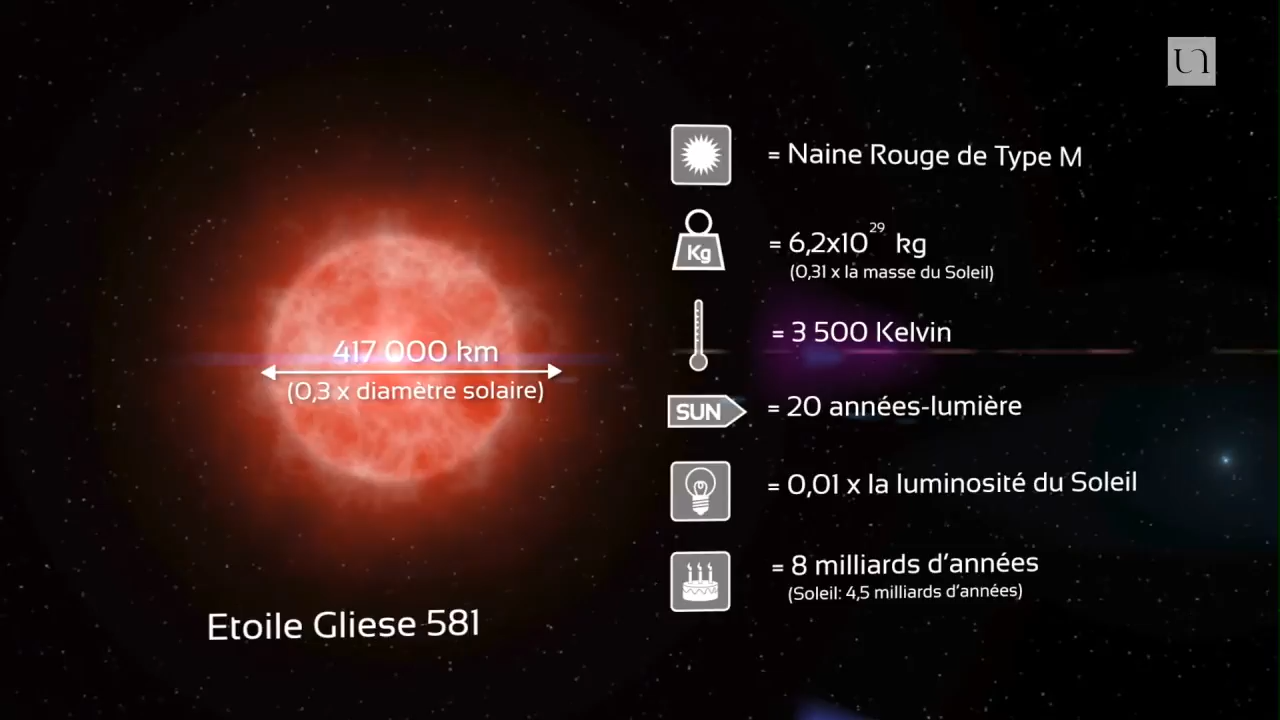 = Naine Rouge de Type M
Kg
= 6,2x10²⁹ kg
(0,31 x la masse du Soleil)
= 3 500 Kelvin
417 000 km
(0,3 x diamètre solaire)
SUN
= 20 années-lumière
= 0,01 x la luminosité du Soleil
= 8 milliards d'années
(Soleil: 4,5 milliards d'années)
Etoile Gliese 581